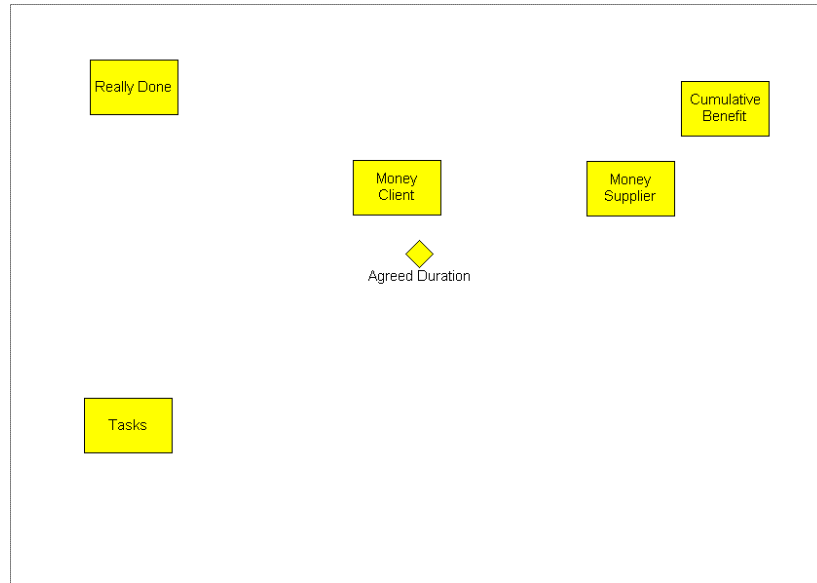 Really Done
Cumulative
Benefit
Money
Client
Money
Supplier
Agreed Duration
Tasks